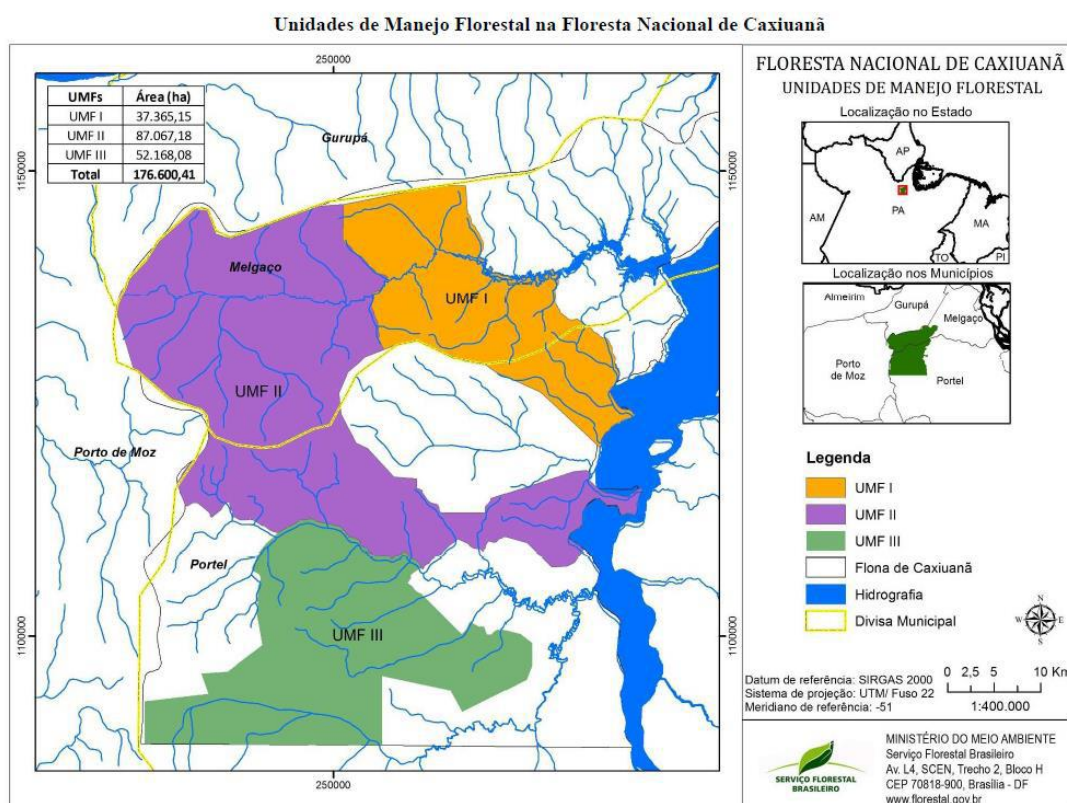 Unidades de Manejo Florestal na Floresta Nacional de Caxiuanã
250000
UMFs Área (ha)
UMF I 37.365,15
UMF II 87.067,18
UMF III 52.168,08
Total 176.600,41
Gurupá
1150000
1150000
Melgaço
UMF I
UMF II
Porto de Moz
Portel
UMF III
1100000
1100000
250000
FLORESTA NACIONAL DE CAXIUANÃ
UNIDADES DE MANEJO FLORESTAL
Localização no Estado
AP
AM
PA
MA
TO
PI
Localização nos Municípios
Almeirim
Gurupá
Melgaço
Porto
de Moz
Portel
Legenda
UMF I
UMF II
UMF III
Flona de Caxiuanã
Hidrografia
Divisa Municipal
N
W E
S
Datum de referência: SIRGAS 2000
Sistema de projeção: UTM/ Fuso 22
Meridiano de referência: -51
0 2,5 5 10 Km
1:400.000
SERVIÇO FLORESTAL
BRASILEIRO
MINISTÉRIO DO MEIO AMBIENTE
Serviço Florestal Brasileiro
Av. L4, SCEN, Trecho 2, Bloco H
CEP 70818-900, Brasília - DF
www.florestal.gov.br